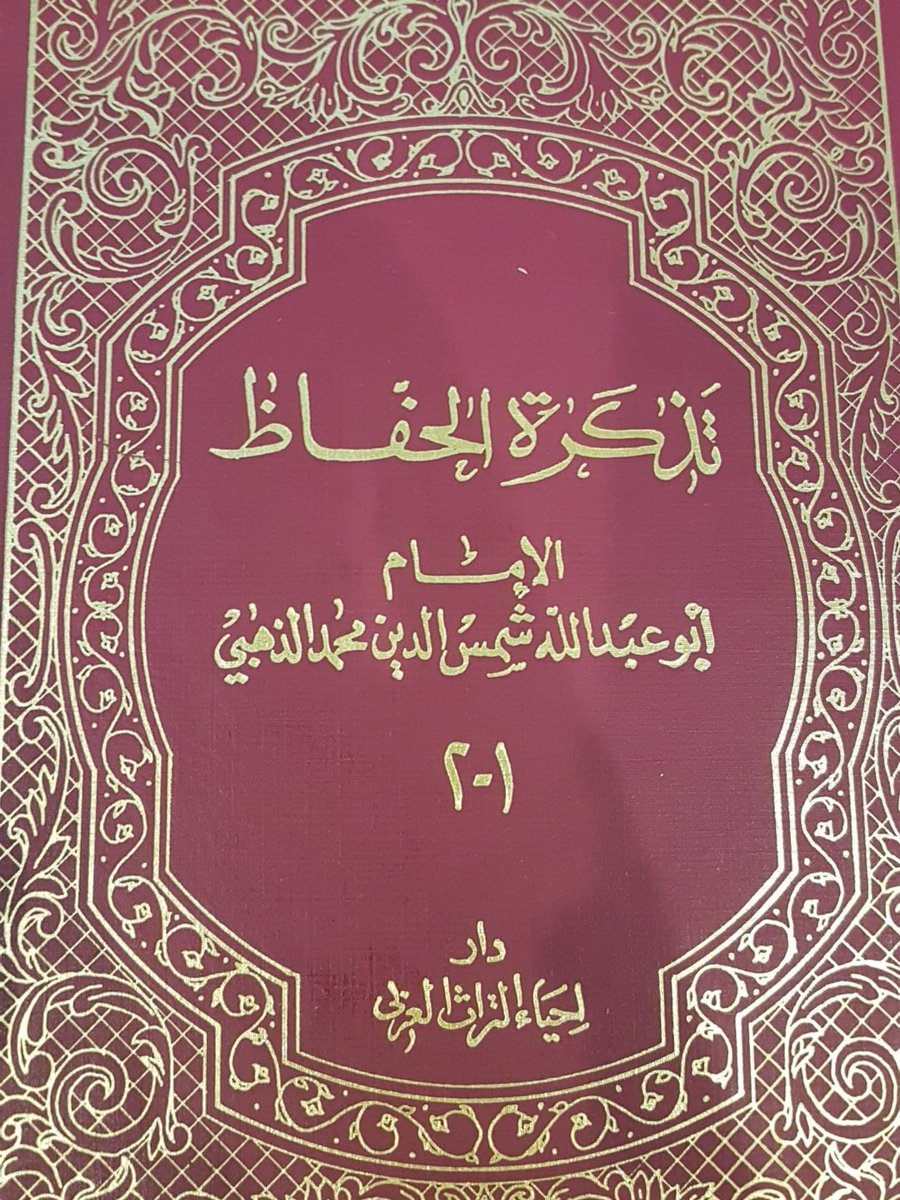 تذكرة الحفاظ
الإمام
أبو عبد الله شمس الدين محمد الذهبي
١-٢
دار
إحياء التراث العربي